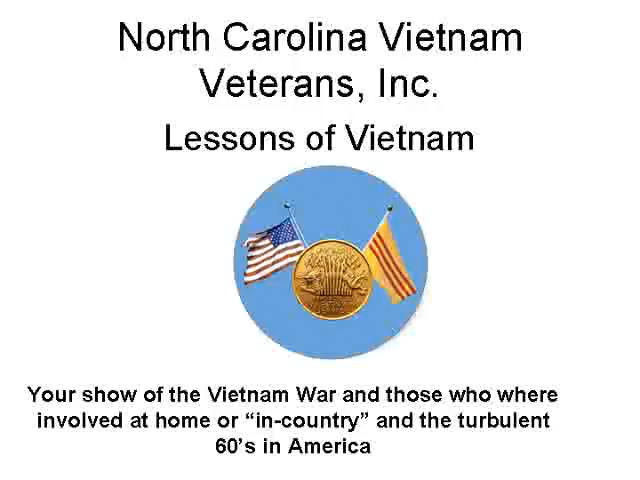 North Carolina Vietnam
Veterans, Inc.
Lessons of Vietnam
Your show of the Vietnam War and those who where
involved at home or “in-country” and the turbulent
60’s in America